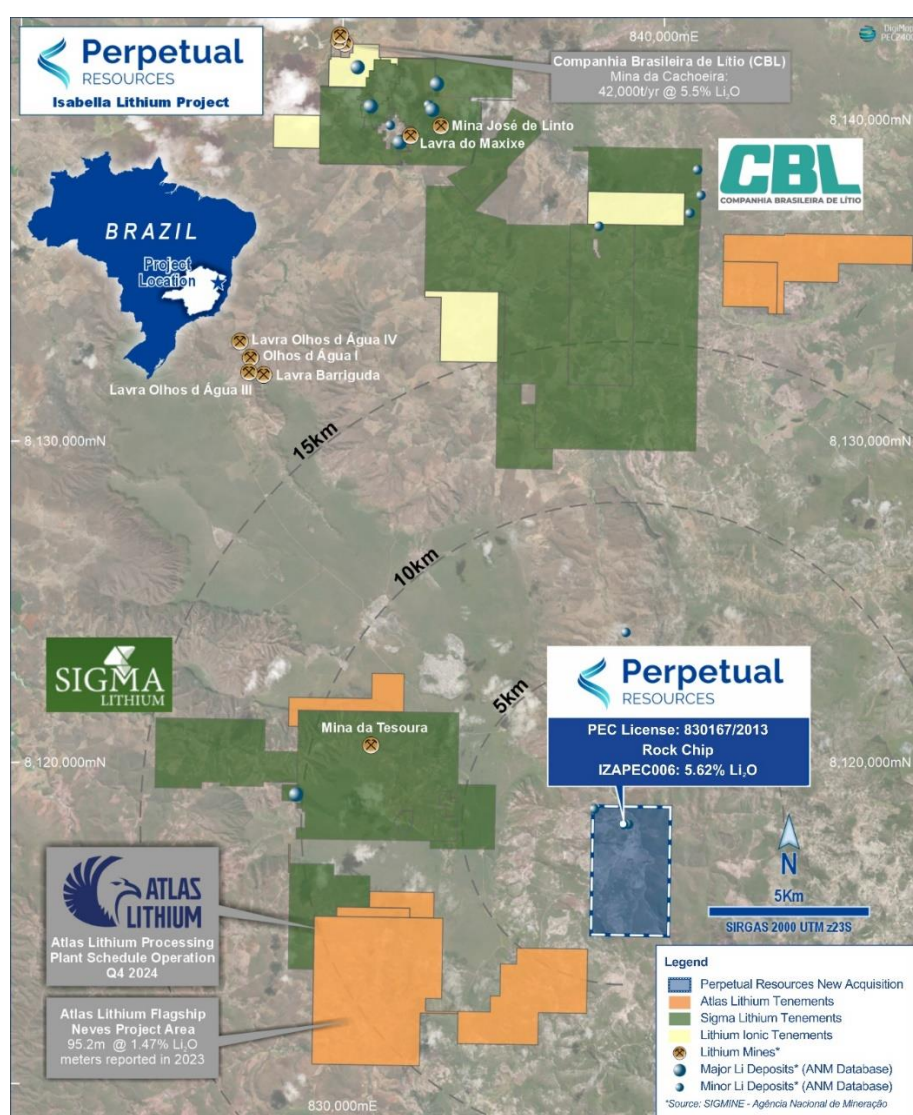 Perpetual
RESOURCES
Isabella Lithium Project
840,000mE
Companhia Brasileira de Lítio (CBL)
Mina da Cachoeira:
42,000t/yr @ 5.5% Li₂O
Mina José de Linto
Lavra do Maxixe
8,140,000mN
CBL
COMPANHIA BRASILEIRA DE LÍTIO
BRAZIL
Project
Location
Lavra Olhos d Água IV
Olhos d Água I
Lavra Barriguda
Lavra Olhos d Água III
8,130,000mN
8,130,000mN
15km
10km
5km
SIGMA
LITHIUM
Perpetual
RESOURCES
PEC License: 830167/2013
Rock Chip
IZAPEC006: 5.62% Li₂O
Mina da Tesoura
8,120,000mN
8,120,000mN
ATLAS
LITHIUM
Atlas Lithium Processing
Plant Schedule Operation
Q4 2024
N
5Km
SIRGAS 2000 UTM z23S
Atlas Lithium Flagship
Neves Project Area
95.2m @ 1.47% Li₂O
meters reported in 2023
Legend
Perpetual Resources New Acquisition
Atlas Lithium Tenements
Sigma Lithium Tenements
Lithium Ionic Tenements
Lithium Mines*
Major Li Deposits* (ANM Database)
Minor Li Deposits* (ANM Database)
*Source: SIGMINE - Agência Nacional de Mineração
830,000mE